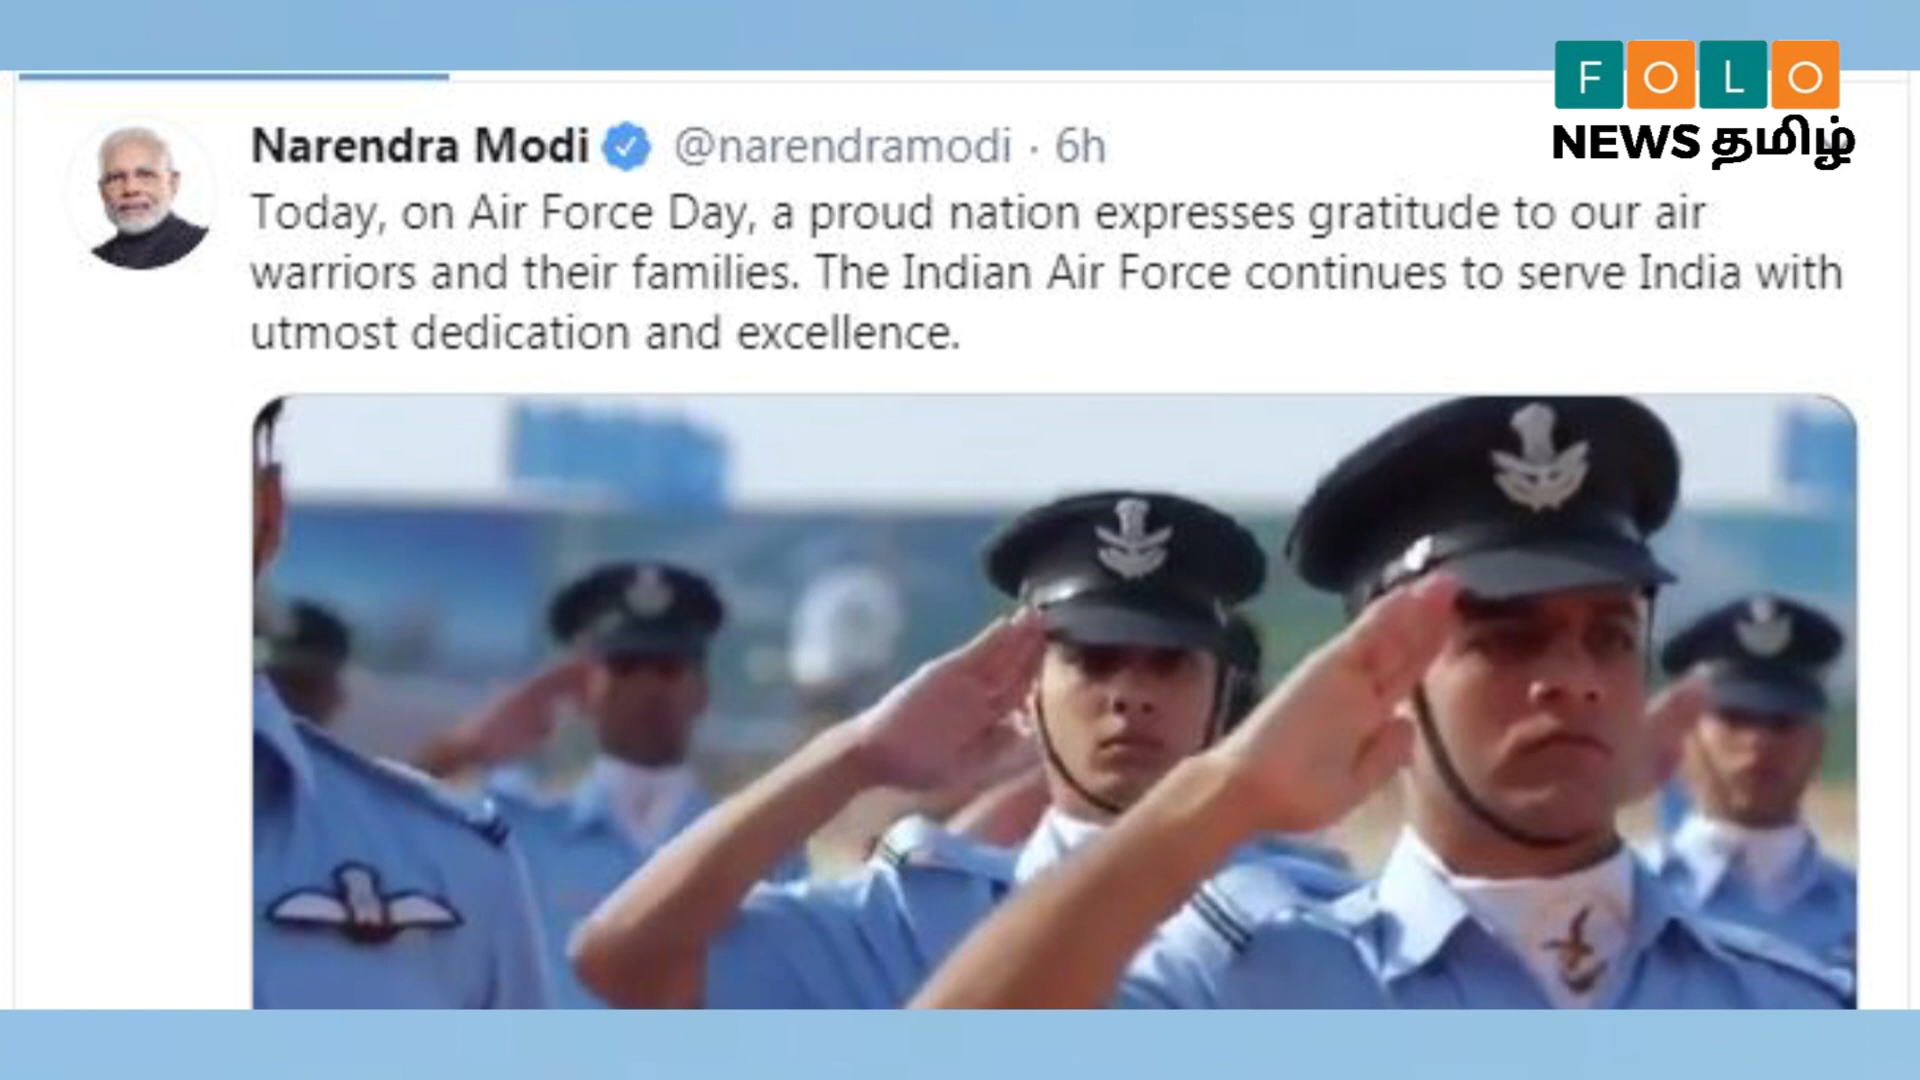 FOLO
NEWS தமிழ்
Narendra Modi @narendramodi · 6h
Today, on Air Force Day, a proud nation expresses gratitude to our air
warriors and their families. The Indian Air Force continues to serve India with
utmost dedication and excellence.